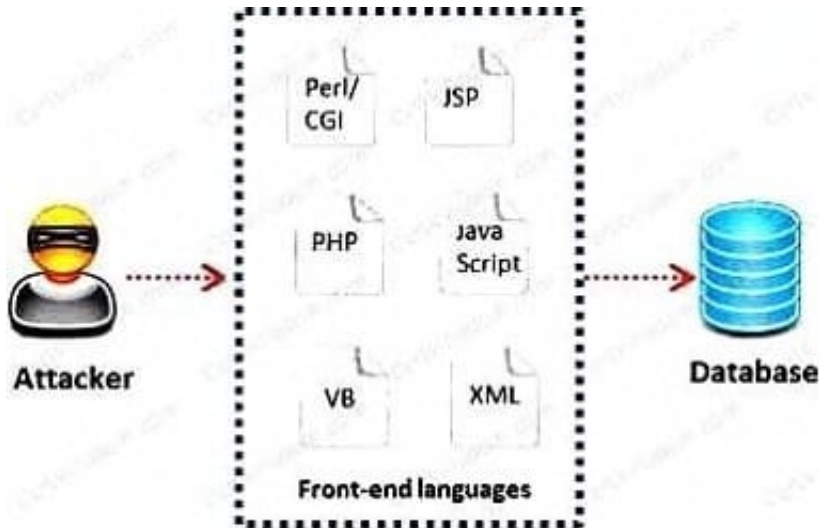 Perl/
CGI
JSP
PHP
Java
Script
VB
XML
Attacker
Database
Front-end languages